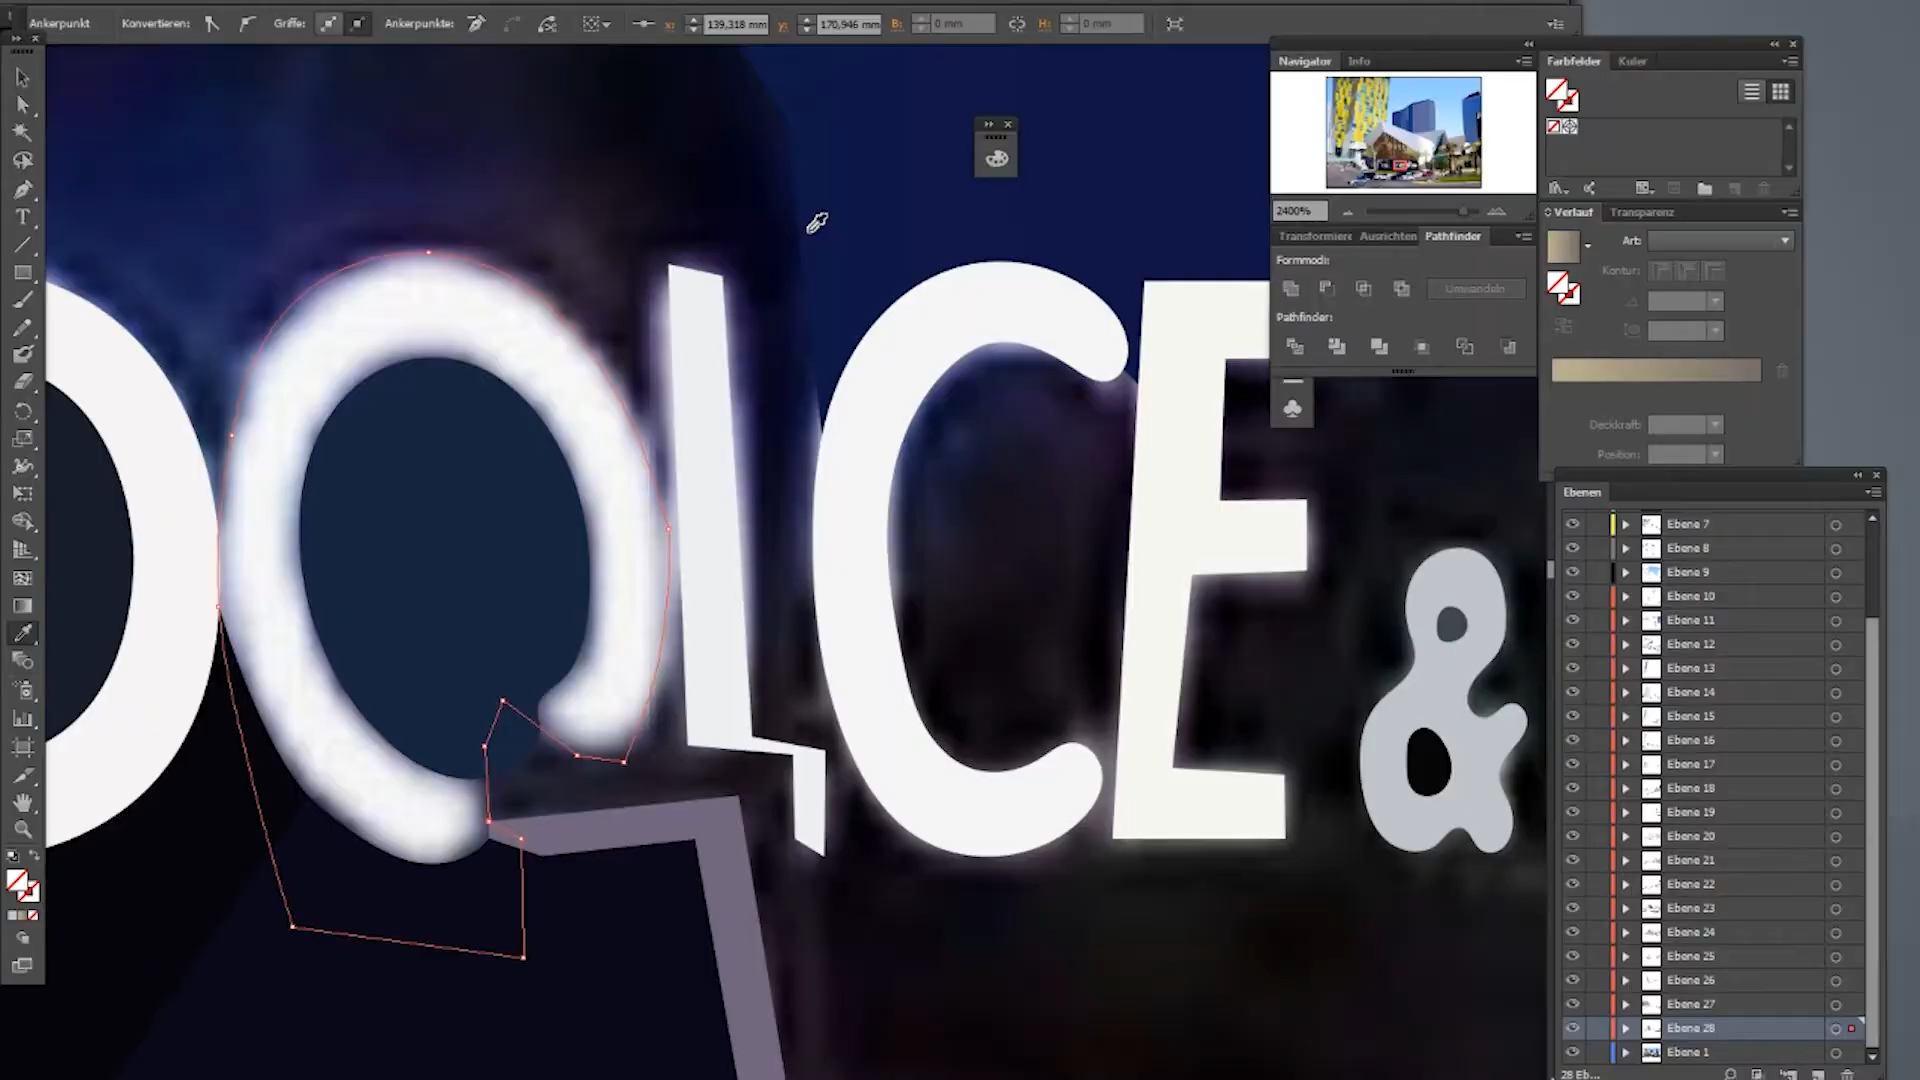 Ankerpunkt Konvertieren: Griffe: Ankerpunkte: X: 139,318 mm Y: 170,946 mm B: 0 mm H: 0 mm
Navigator Info
2400%
Transformiere Ausrichten Pathfinder
Formmodi:
Umwandeln
Pathfinder:
Farbfelder Kuler
Verlauf Transparenz
Art:
Kontur:
Deckkraft:
Position:
DOLCE &
Ebenen
Ebene 7
Ebene 8
Ebene 9
Ebene 10
Ebene 11
Ebene 12
Ebene 13
Ebene 14
Ebene 15
Ebene 16
Ebene 17
Ebene 18
Ebene 19
Ebene 20
Ebene 21
Ebene 22
Ebene 23
Ebene 24
Ebene 25
Ebene 26
Ebene 27
Ebene 28
Ebene 1
28 Eb...